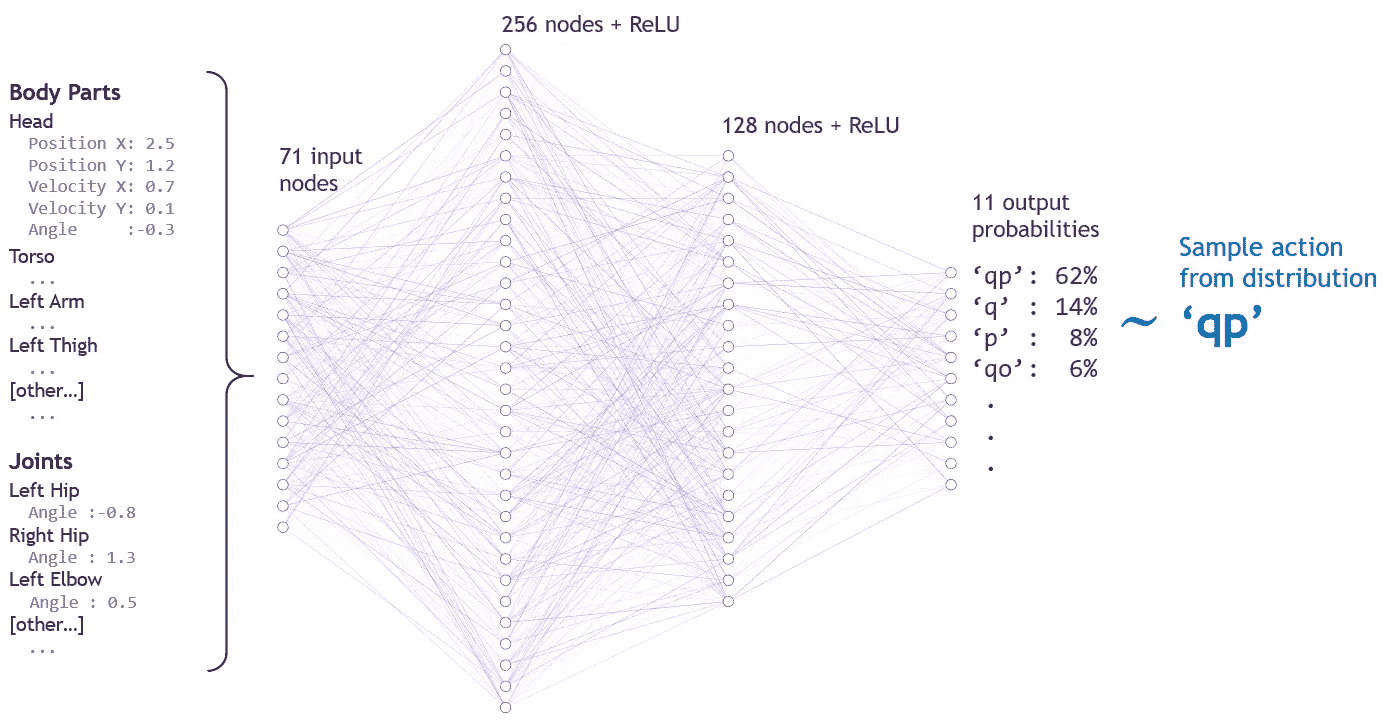 Body Parts
Head
Position X: 2.5
Position Y: 1.2
Velocity X: 0.7
Velocity Y: 0.1
Angle     :-0.3
Torso
...
Left Arm
...
Left Thigh
...
[other...]
...
Joints
Left Hip
Angle :-0.8
Right Hip
Angle : 1.3
Left Elbow
Angle : 0.5
[other...]
...
71 input
nodes
256 nodes + ReLU
128 nodes + ReLU
11 output
probabilities
‘qp’: 62%
‘q’ : 14%
‘p’ :  8%
‘qo’:  6%
.
.
.
~
Sample action
from distribution
‘qp’